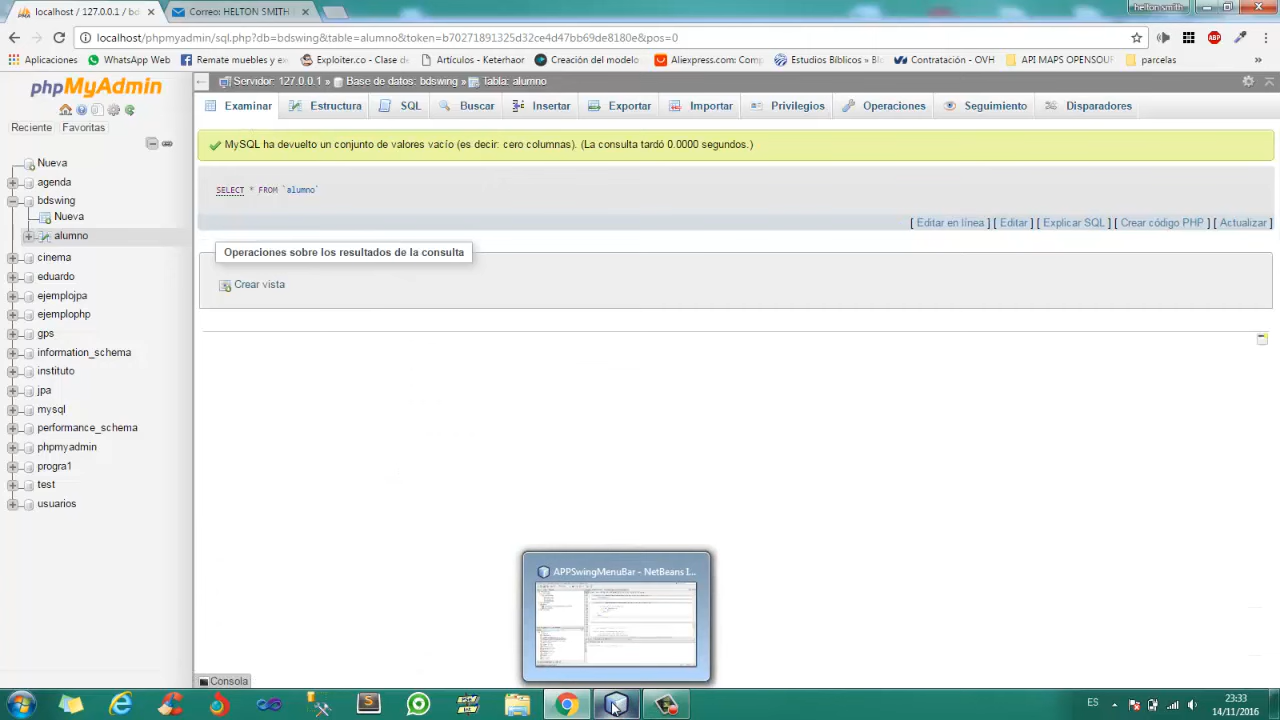 localhost / 127.0.0.1 / bd
Correo: HELTON SMITH
helton smith
localhost/phpmyadmin/sql.php?db=bdswing&table=alumno&token=b70271891325d32ce4d47bb69de8180e&pos=0
ABP
Aplicaciones
WhatsApp Web
Remate muebles y ex
Exploiter.co - Clase de
Artículos - Keterhost
Creación del modelo
Aliexpress.com: Comp
Estudios Bíblicos » Bibl
Contratación - OVH
API MAPS OPENSOUR
parcelas
phpMyAdmin
Reciente
Favoritas
Nueva
agenda
bdswing
Nueva
alumno
cinema
eduardo
ejemplojpa
ejemplophp
gps
information_schema
instituto
jpa
mysql
performance_schema
phpmyadmin
progra1
test
usuarios
Servidor: 127.0.0.1 » Base de datos: bdswing » Tabla: alumno
Examinar
Estructura
SQL
Buscar
Insertar
Exportar
Importar
Privilegios
Operaciones
Seguimiento
Disparadores
MySQL ha devuelto un conjunto de valores vacío (es decir: cero columnas). (La consulta tardó 0.0000 segundos.)
SELECT * FROM `alumno`
[ Editar en línea ] [ Editar ] [ Explicar SQL ] [ Crear código PHP ] [ Actualizar ]
Operaciones sobre los resultados de la consulta
Crear vista
APPSwingMenuBar - NetBeans I...
Consola
ES
23:33
14/11/2016